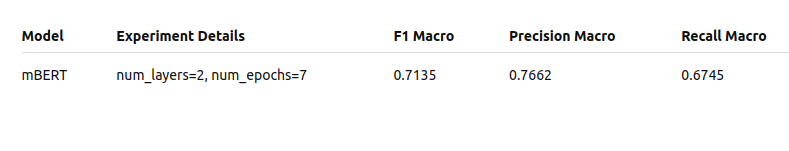 Model Experiment Details F1 Macro Precision Macro Recall Macro
mBERT num_layers=2, num_epochs=7 0.7135 0.7662 0.6745